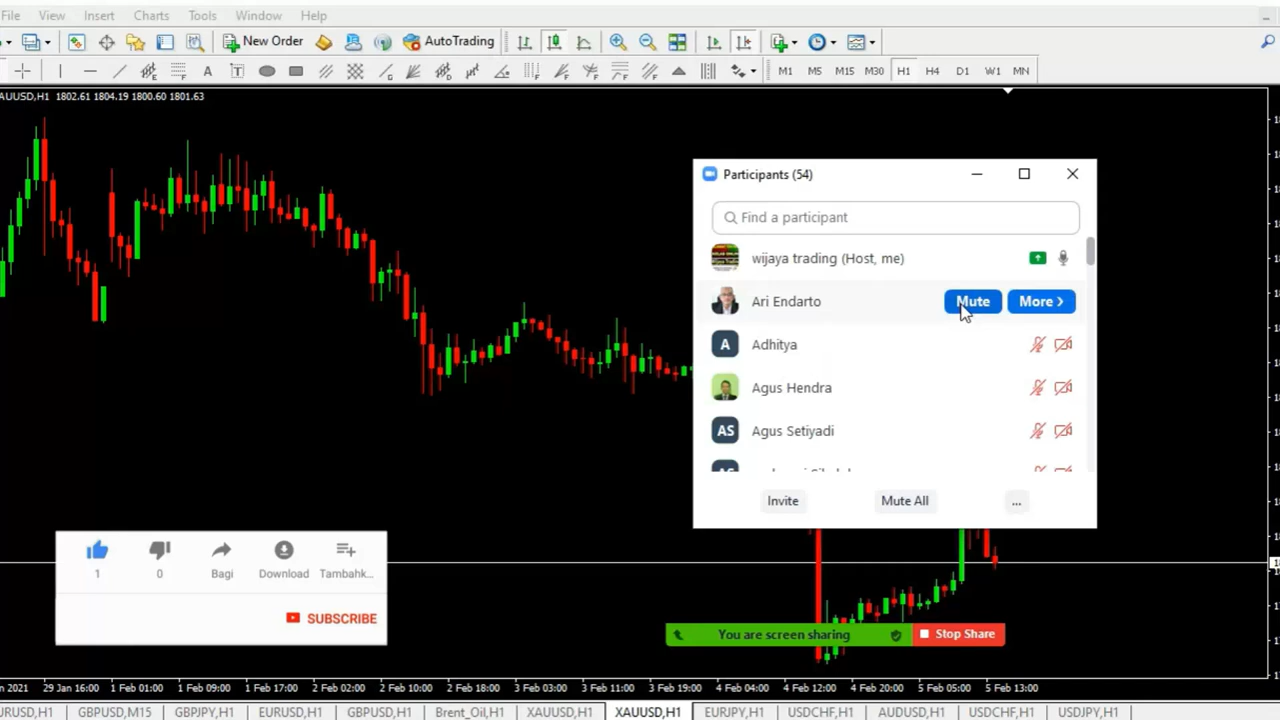 File View Insert Charts Tools Window Help
New Order AutoTrading
A T M1 M5 M15 M30 H1 H4 D1 W1 MN
AUUSD,H1 1802.61 1804.19 1800.60 1801.63
Participants (54)
Find a participant
wijaya trading (Host, me)
Ari Endarto Mute More >
A Adhitya
Agus Hendra
AS Agus Setiyadi
Invite Mute All ...
1 0 Bagi Download Tambahk...
SUBSCRIBE
You are screen sharing Stop Share
n 2021 29 Jan 16:00 1 Feb 01:00 1 Feb 09:00 1 Feb 17:00 2 Feb 02:00 2 Feb 10:00 2 Feb 18:00 3 Feb 03:00 3 Feb 11:00 3 Feb 19:00 4 Feb 04:00 4 Feb 12:00 4 Feb 20:00 5 Feb 05:00 5 Feb 13:00
URUSD,H1 GBPUSD,M15 GBPJPY,H1 EURUSD,H1 GBPUSD,H1 Brent_Oil,H1 XAUUSD,H1 XAUUSD,H1 EURJPY,H1 USDCHF,H1 AUDUSD,H1 USDCHF,H1 USDJPY,H1